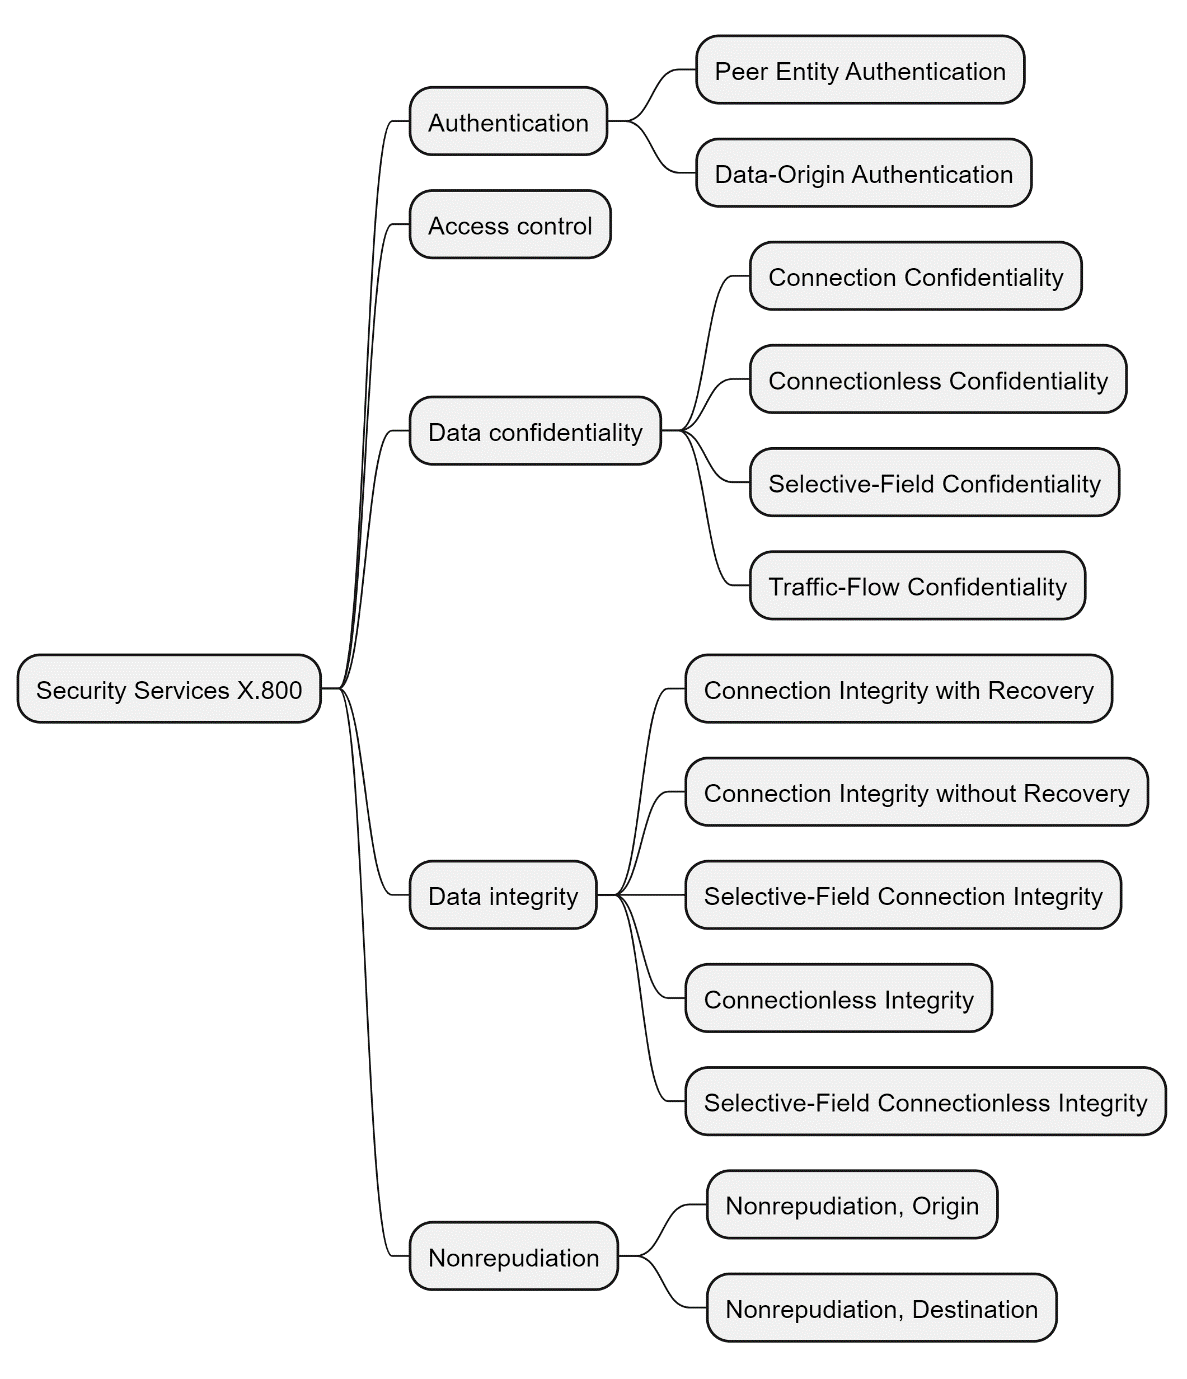 Security Services X.800
Authentication
Peer Entity Authentication
Data-Origin Authentication
Access control
Data confidentiality
Connection Confidentiality
Connectionless Confidentiality
Selective-Field Confidentiality
Traffic-Flow Confidentiality
Data integrity
Connection Integrity with Recovery
Connection Integrity without Recovery
Selective-Field Connection Integrity
Connectionless Integrity
Selective-Field Connectionless Integrity
Nonrepudiation
Nonrepudiation, Origin
Nonrepudiation, Destination